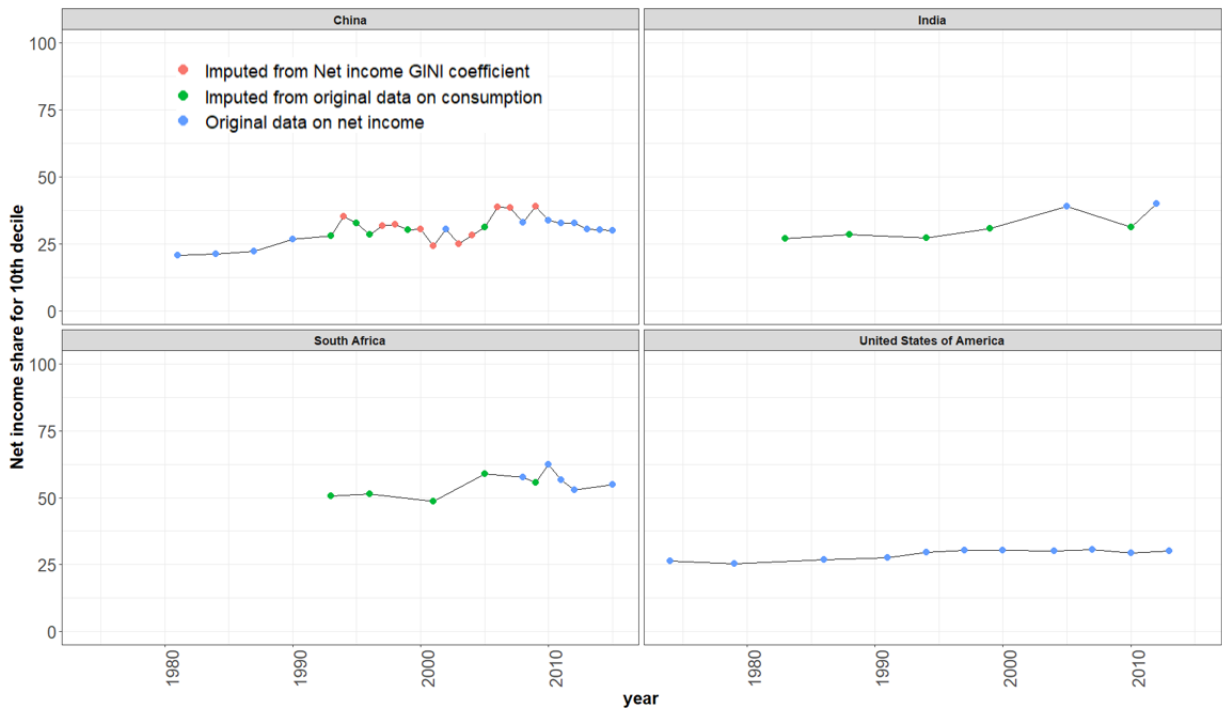 China
India
100
75
50
25
0
Imputed from Net income GINI coefficient
Imputed from original data on consumption
Original data on net income
South Africa
United States of America
100
75
50
25
0
Net income share for 10th decile
1980
1990
2000
2010
1980
1990
2000
2010
year